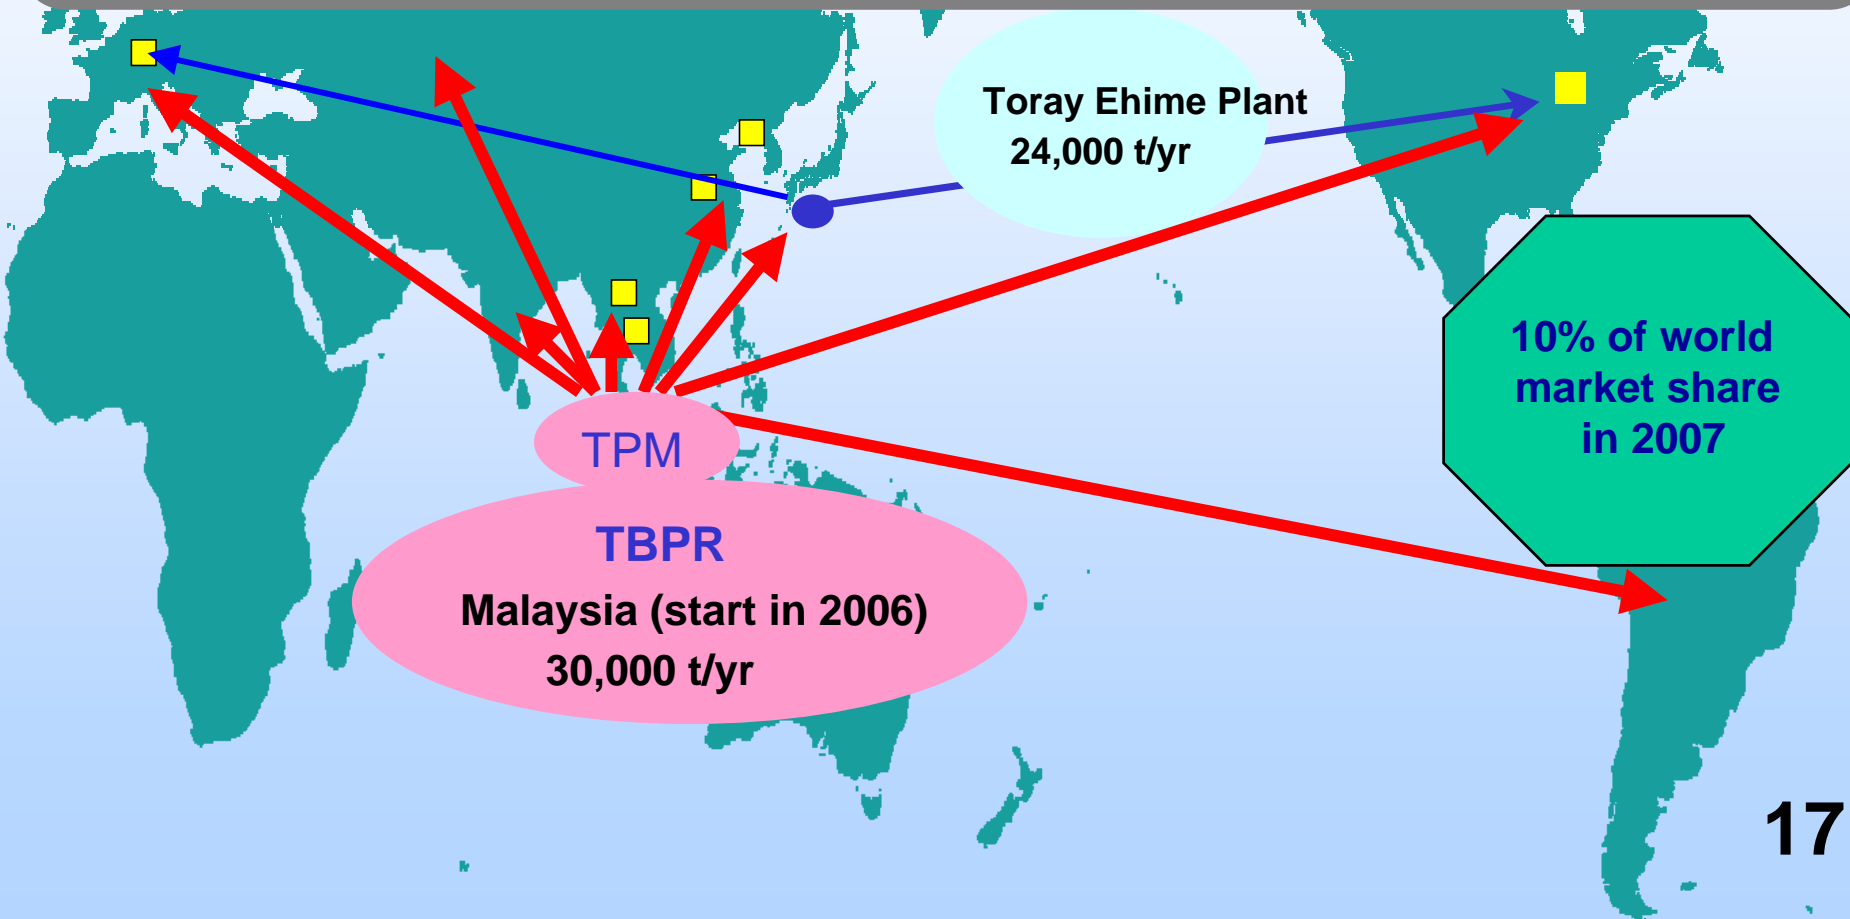 Toray Ehime Plant
24,000 t/yr
10% of world
market share
in 2007
TPM
TBPR
Malaysia (start in 2006)
30,000 t/yr
17